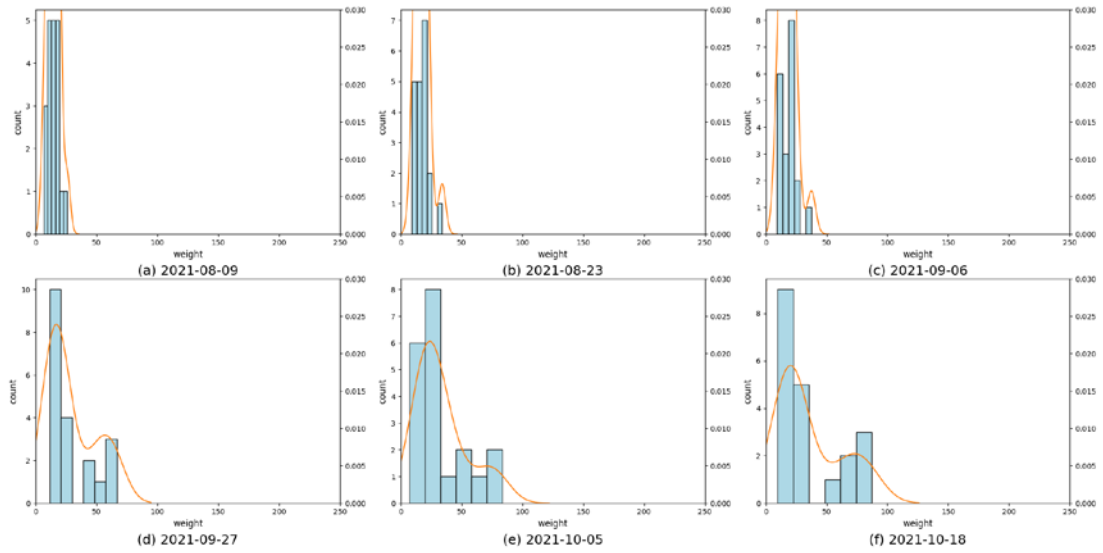 5 4 3 2 1 0
count
0.030 0.025 0.020 0.015 0.010 0.005 0.000
0 50 100 150 200 250
weight
(a) 2021-08-09
7 6 5 4 3 2 1 0
count
0.030 0.025 0.020 0.015 0.010 0.005 0.000
0 50 100 150 200 250
weight
(b) 2021-08-23
8 7 6 5 4 3 2 1 0
count
0.030 0.025 0.020 0.015 0.010 0.005 0.000
0 50 100 150 200 250
weight
(c) 2021-09-06
10 8 6 4 2 0
count
0.030 0.025 0.020 0.015 0.010 0.005 0.000
0 50 100 150 200 250
weight
(d) 2021-09-27
8 7 6 5 4 3 2 1 0
count
0.030 0.025 0.020 0.015 0.010 0.005 0.000
0 50 100 150 200 250
weight
(e) 2021-10-05
8 6 4 2 0
count
0.030 0.025 0.020 0.015 0.010 0.005 0.000
0 50 100 150 200 250
weight
(f) 2021-10-18